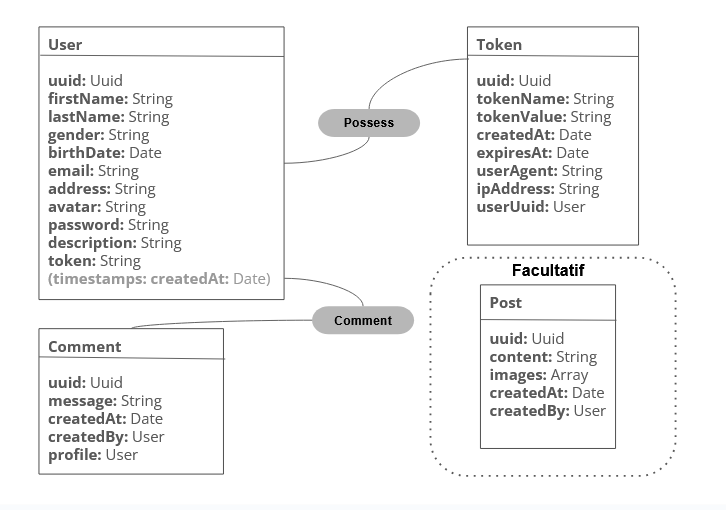 User
uuid: Uuid
firstName: String
lastName: String
gender: String
birthDate: Date
email: String
address: String
avatar: String
password: String
description: String
token: String
(timestamps: createdAt: Date)
Possess
Token
uuid: Uuid
tokenName: String
tokenValue: String
createdAt: Date
expiresAt: Date
userAgent: String
ipAddress: String
userUuid: User
Comment
Comment
uuid: Uuid
message: String
createdAt: Date
createdBy: User
profile: User
Facultatif
Post
uuid: Uuid
content: String
images: Array
createdAt: Date
createdBy: User